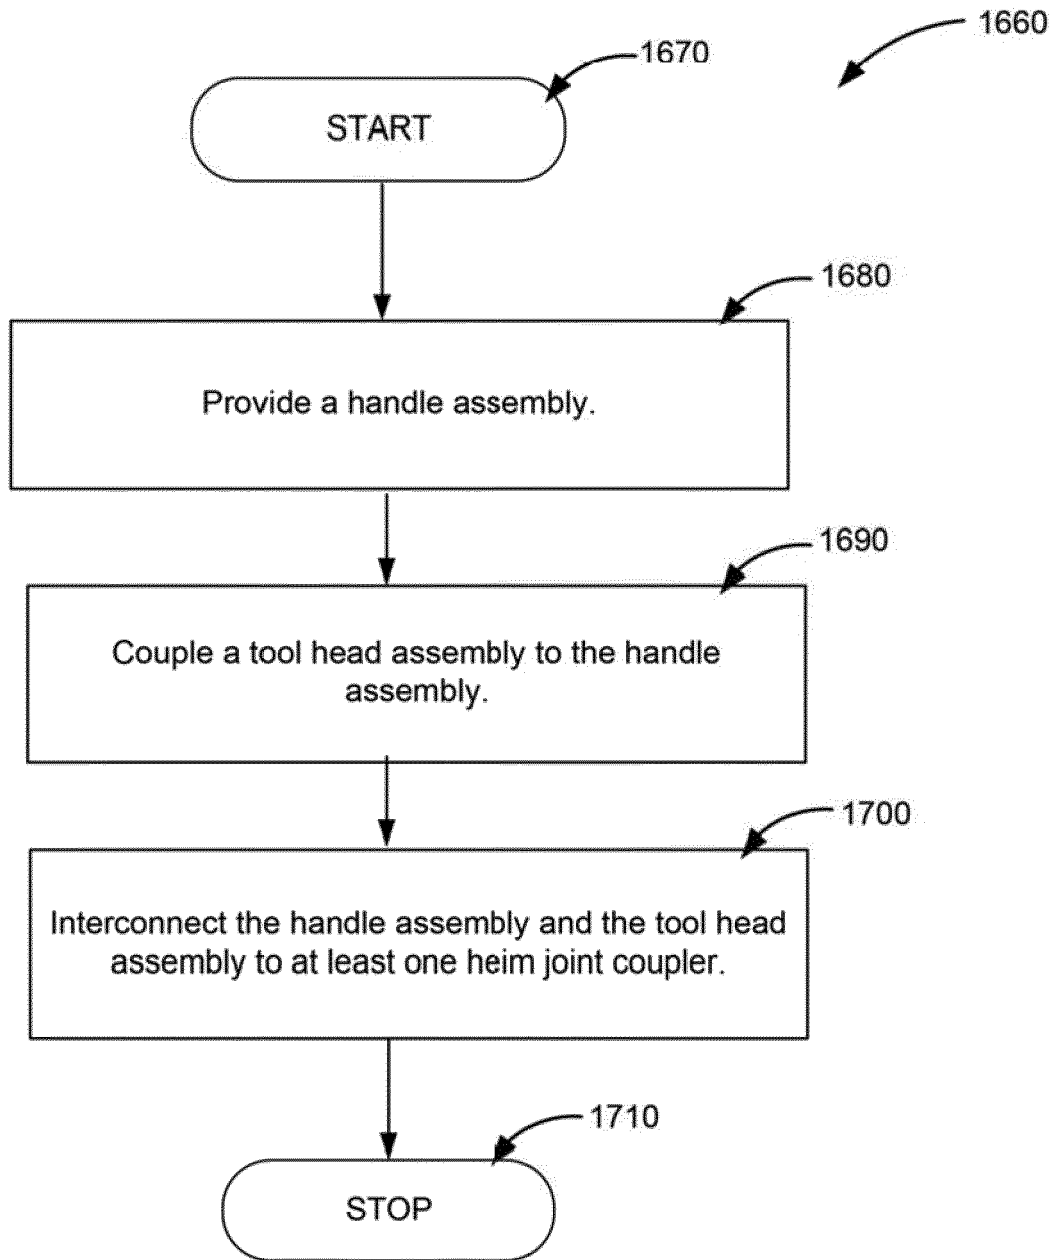 1660
1670
START
1680
Provide a handle assembly.
1690
Couple a tool head assembly to the handle
assembly.
1700
Interconnect the handle assembly and the tool head
assembly to at least one heim joint coupler.
1710
STOP